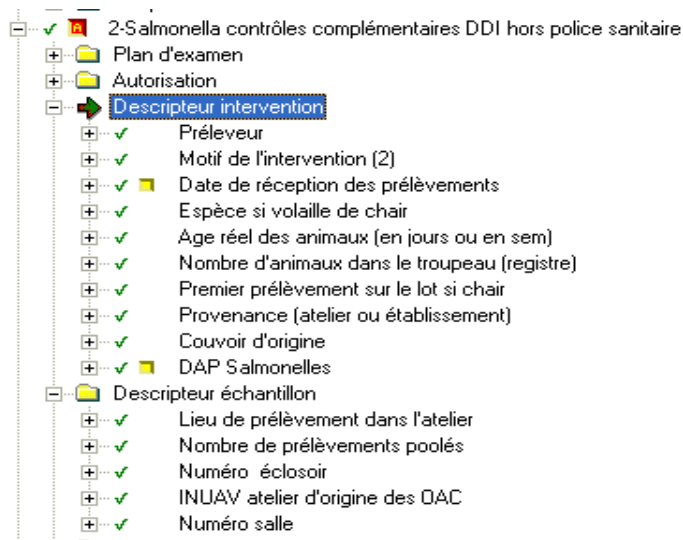 A 2-Salmonella contrôles complémentaires DDI hors police sanitaire
Plan d'examen
Autorisation
Descripteur intervention
Préleveur
Motif de l'intervention (2)
Date de réception des prélèvements
Espèce si volaille de chair
Age réel des animaux (en jours ou en sem)
Nombre d'animaux dans le troupeau (registre)
Premier prélèvement sur le lot si chair
Provenance (atelier ou établissement)
Couvoir d'origine
DAP Salmonelles
Descripteur échantillon
Lieu de prélèvement dans l'atelier
Nombre de prélèvements poolés
Numéro éclosoir
INUAV atelier d'origine des OAC
Numéro salle